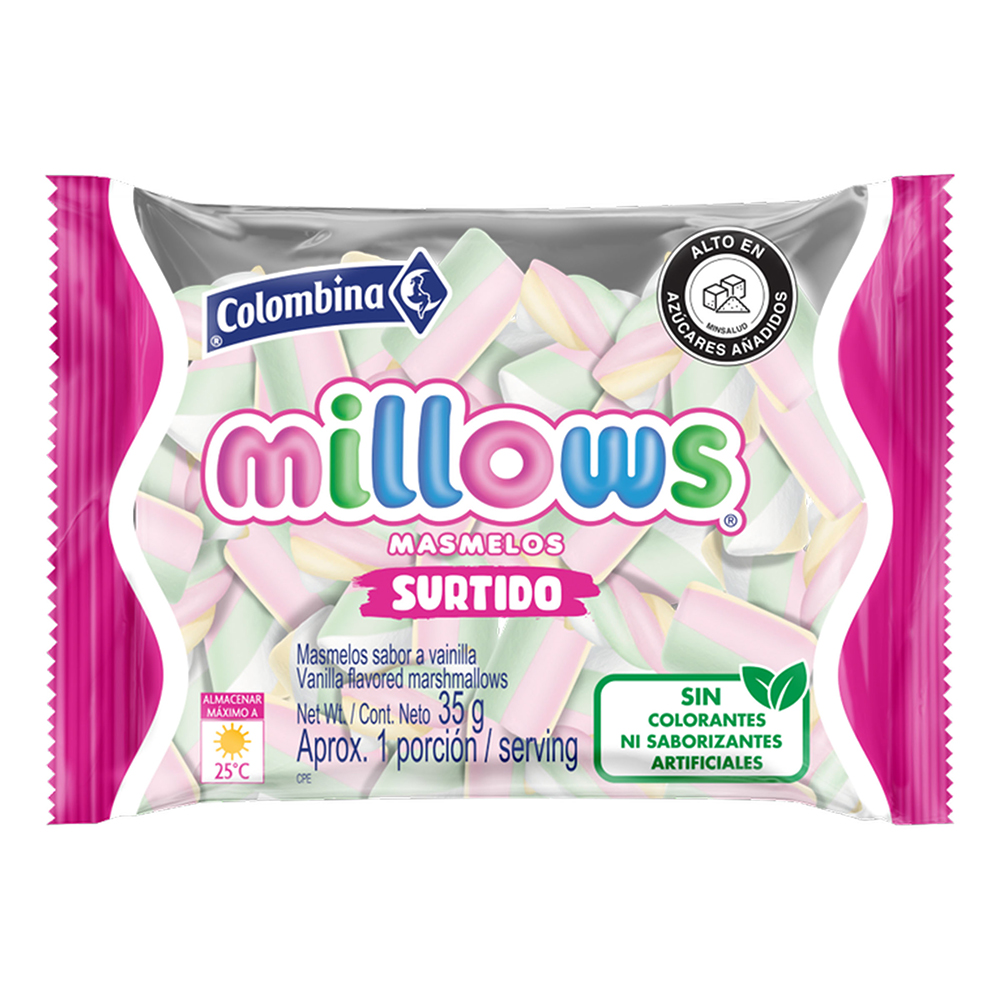 Colombina
®
ALTO EN
AZÚCARES AÑADIDOS
MINSALUD
millows
®
MASMELOS
SURTIDO
Masmelos sabor a vainilla
Vanilla flavored marshmallows
Net Wt. / Cont. Neto 35 g
Aprox. 1 porción / serving
CPE
ALMACENAR
MÁXIMO A
25°C
SIN
COLORANTES
NI SABORIZANTES
ARTIFICIALES